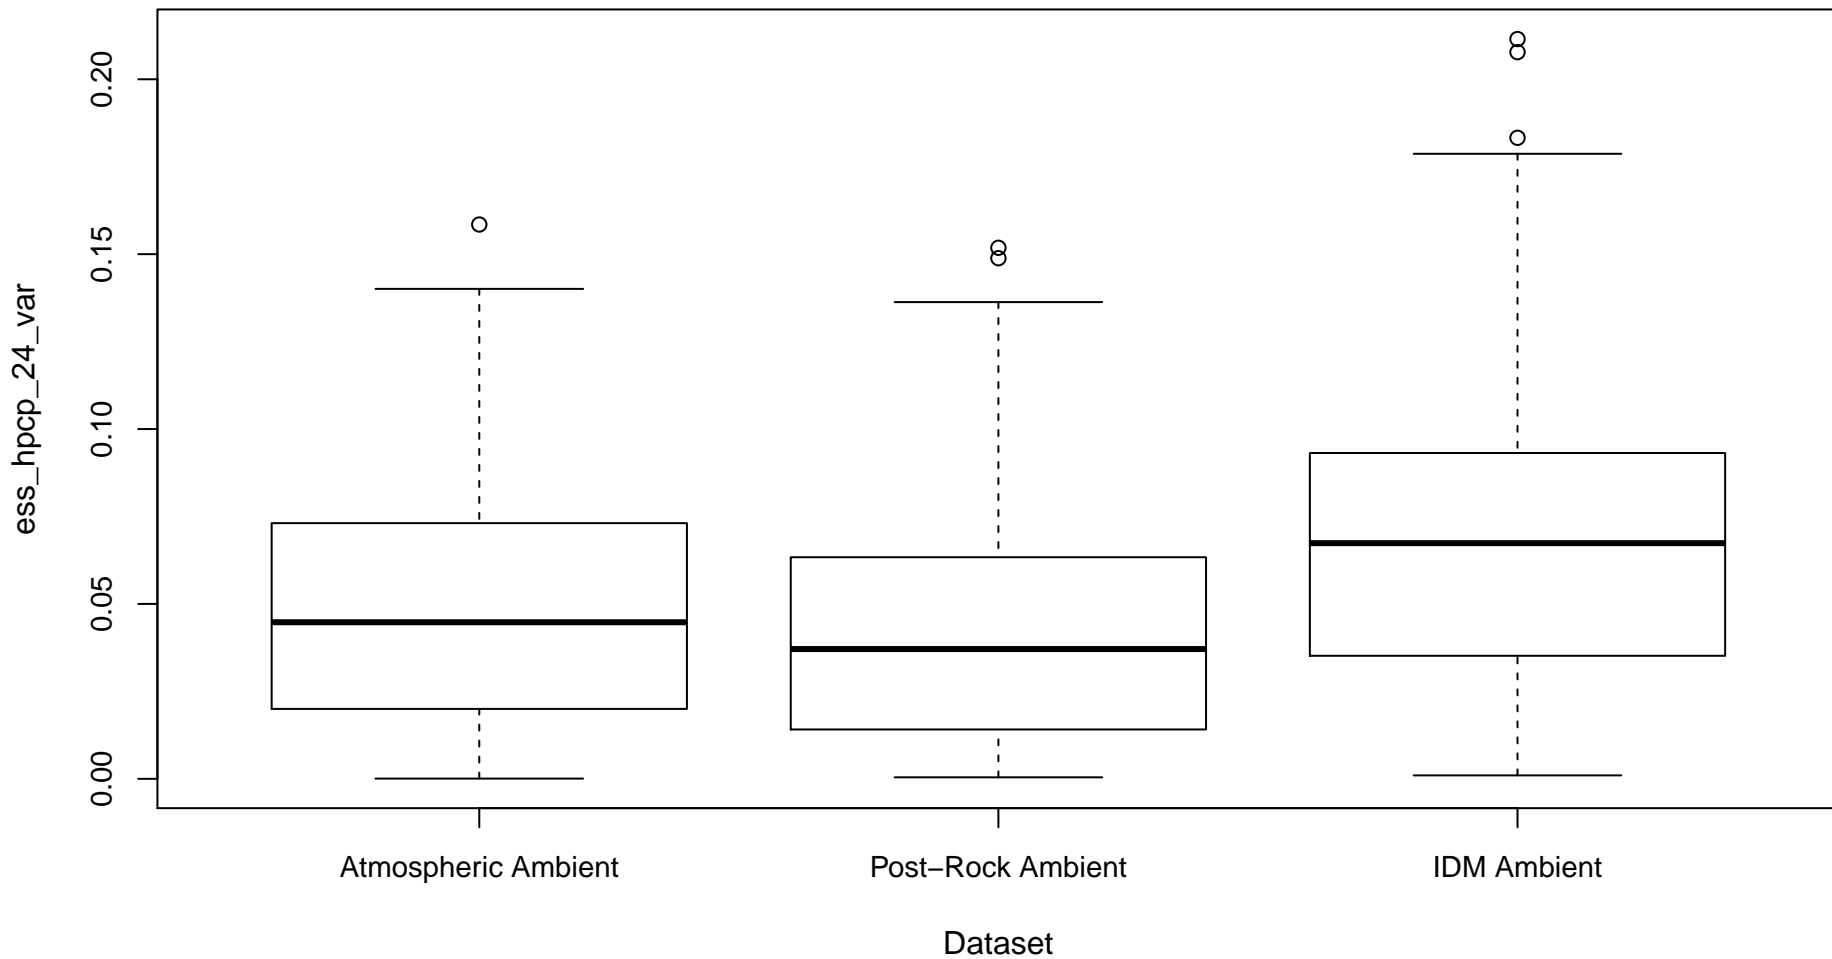 ess_hpcp_24_var
0.20
0.15
0.10
0.05
0.00
Atmospheric Ambient
Post−Rock Ambient
IDM Ambient
Dataset